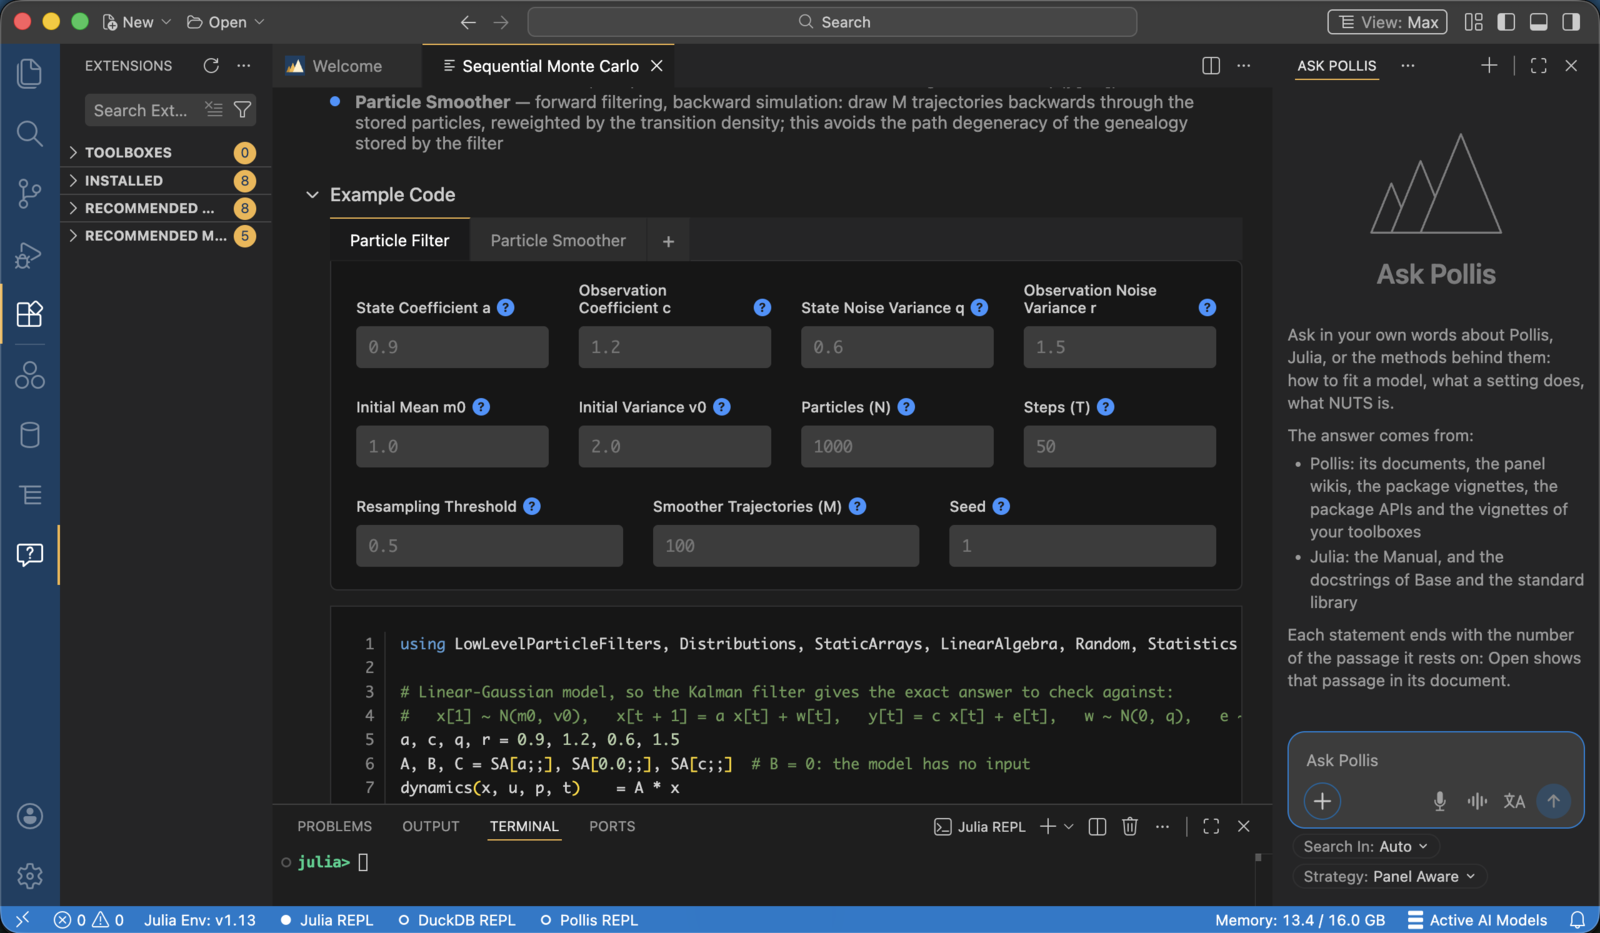 New
Open
Search
View: Max
EXTENSIONS
Welcome
Sequential Monte Carlo
ASK POLLIS
Search Ext...
TOOLBOXES 0
INSTALLED 8
RECOMMENDED ... 8
RECOMMENDED M... 5
Particle Smoother — forward filtering, backward simulation: draw M trajectories backwards through the
stored particles, reweighted by the transition density; this avoids the path degeneracy of the genealogy
stored by the filter
Example Code
Particle Filter
Particle Smoother
+
State Coefficient a ?
Observation
Coefficient c ?
State Noise Variance q ?
Observation Noise
Variance r ?
0.9
1.2
0.6
1.5
Initial Mean m0 ?
Initial Variance v0 ?
Particles (N) ?
Steps (T) ?
1.0
2.0
1000
50
Resampling Threshold ?
Smoother Trajectories (M) ?
Seed ?
0.5
100
1
1 using LowLevelParticleFilters, Distributions, StaticArrays, LinearAlgebra, Random, Statistics
2
3 # Linear-Gaussian model, so the Kalman filter gives the exact answer to check against:
4 #   x[1] ~ N(m0, v0),   x[t + 1] = a x[t] + w[t],   y[t] = c x[t] + e[t],   w ~ N(0, q),   e ~
5 a, c, q, r = 0.9, 1.2, 0.6, 1.5
6 A, B, C = SA[a;;], SA[0.0;;], SA[c;;]  # B = 0: the model has no input
7 dynamics(x, u, p, t)    = A * x
PROBLEMS
OUTPUT
TERMINAL
PORTS
Julia REPL
julia>
Ask Pollis
Ask in your own words about Pollis,
Julia, or the methods behind them:
how to fit a model, what a setting does,
what NUTS is.
The answer comes from:
• Pollis: its documents, the panel
wikis, the package vignettes, the
package APIs and the vignettes of
your toolboxes
• Julia: the Manual, and the
docstrings of Base and the standard
library
Each statement ends with the number
of the passage it rests on: Open shows
that passage in its document.
Ask Pollis
Search In: Auto
Strategy: Panel Aware
0 0
Julia Env: v1.13
Julia REPL
DuckDB REPL
Pollis REPL
Memory: 13.4 / 16.0 GB
Active AI Models